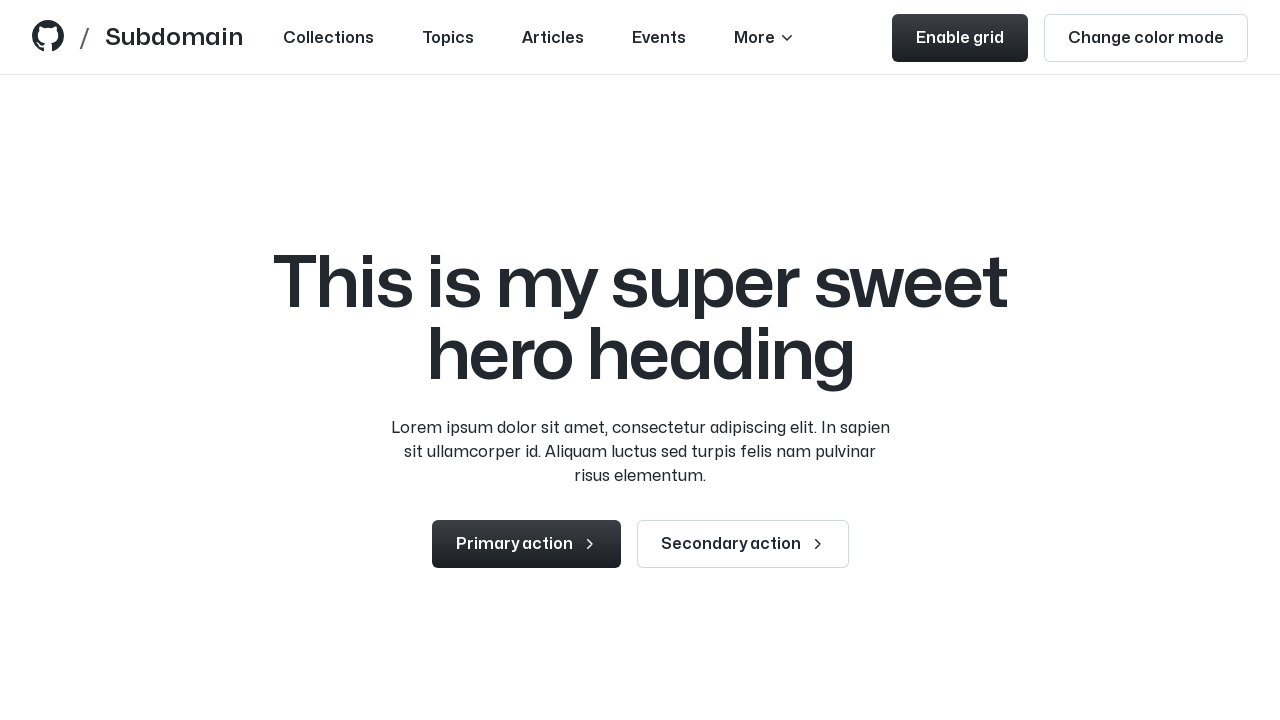 / Subdomain Collections Topics Articles Events More Enable grid Change color mode
This is my super sweet
hero heading
Lorem ipsum dolor sit amet, consectetur adipiscing elit. In sapien
sit ullamcorper id. Aliquam luctus sed turpis felis nam pulvinar
risus elementum.
Primary action Secondary action